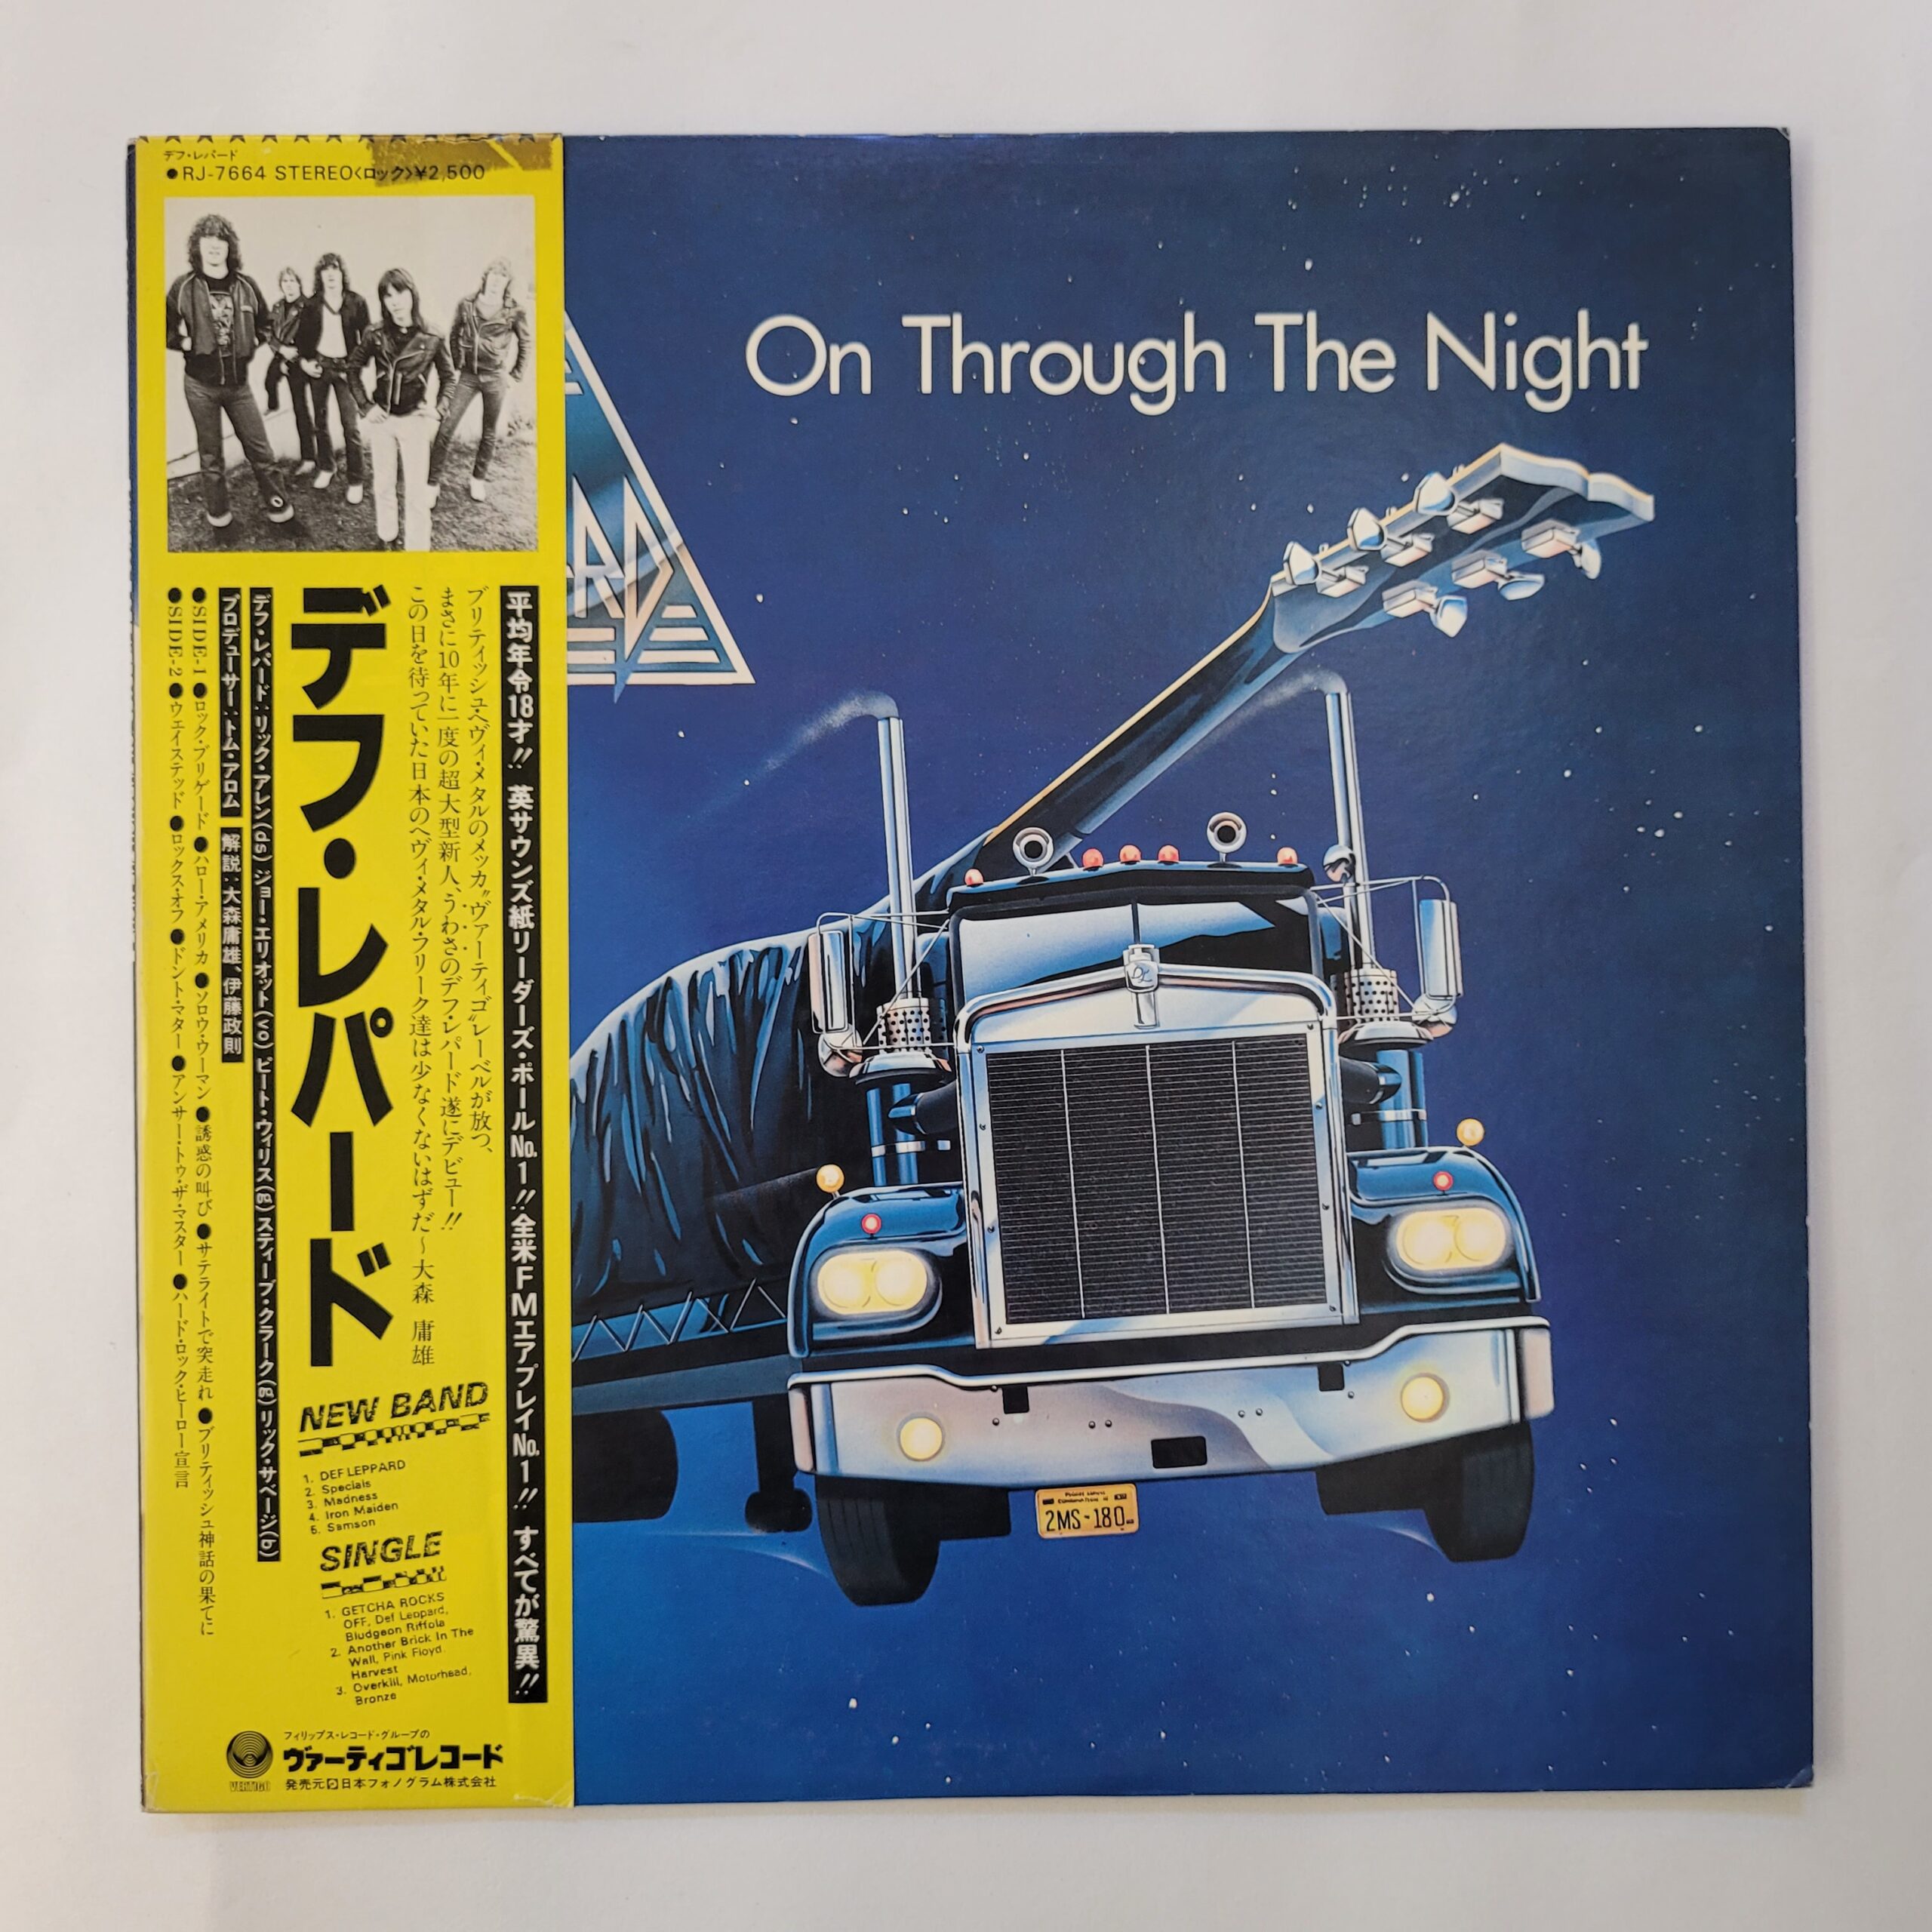 デフ・レパード
●RJ-7664 STEREO〈ロック〉¥2,500
On Through The Night
平均年令18才!! 英サウンズ紙リーダーズ・ポールNo.1!! 全米FMエアプレイNo.1!! すべてが驚異!!
ブリティッシュ・ヘヴィ・メタルのメッカ〝ヴァーティゴ〟レーベルが放つ、
まさに10年に一度の超大型新人、うわさのデフ・レパード遂にデビュー!!
この日を待っていた日本のヘヴィ・メタル・フリーク達は少なくないはずだ〜大森 庸雄
デフ・レパード
デフ・レパード:リック・アレン(ds) ジョー・エリオット(vo) ピート・ウィリス(g) スティーブ・クラーク(g) リック・サベージ(b)
プロデューサー:トム・アロム 解説:大森庸雄、伊藤政則
●SIDE-1 ●ロック・ブリゲード ●ハロー・アメリカ ●ソロウ・ウーマン ●誘惑の叫び ●サテライトで突走れ ●ブリティッシュ神話の果てに
●SIDE-2 ●ウェイステッド ●ロックス・オフ ●ドント・マター ●アンサー・トゥ・ザ・マスター ●ハード・ロック・ヒーロー宣言
NEW BAND
1. DEF LEPPARD
2. Specials
3. Madness
4. Iron Maiden
5. Samson
SINGLE
1. GETCHA ROCKS
OFF, Def Leppard,
Bludgeon Riffola
2. Another Brick In The
Wall, Pink Floyd,
Harvest
3. Overkill, Motorhead,
Bronze
VERTIGO
フィリップス・レコード・グループの
ヴァーティゴレコード
発売元 日本フォノグラム株式会社
DL
2MS-180